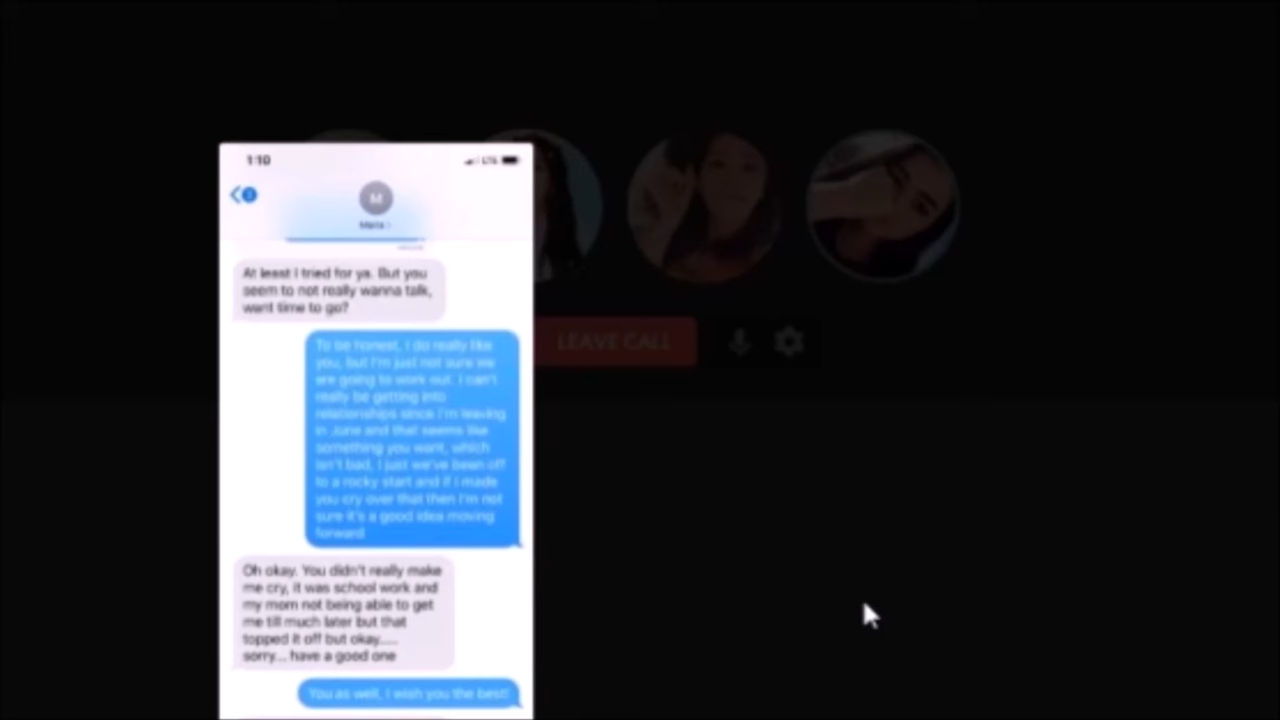 1:10
LTE
M
Maria
At least I tried for ya. But you
seem to not really wanna talk,
want time to go?
To be honest, I do really like
you, but I'm just not sure we
are going to work out. I can't
really be getting into
relationships since I'm leaving
in June and that seems like
something you want, which
isn't bad, I just we've been off
to a rocky start and if I made
you cry over that then I'm not
sure it's a good idea moving
forward
Oh okay. You didn't really make
me cry, it was school work and
my mom not being able to get
me till much later but that
topped it off but okay.....
sorry... have a good one
You as well, I wish you the best!
LEAVE CALL